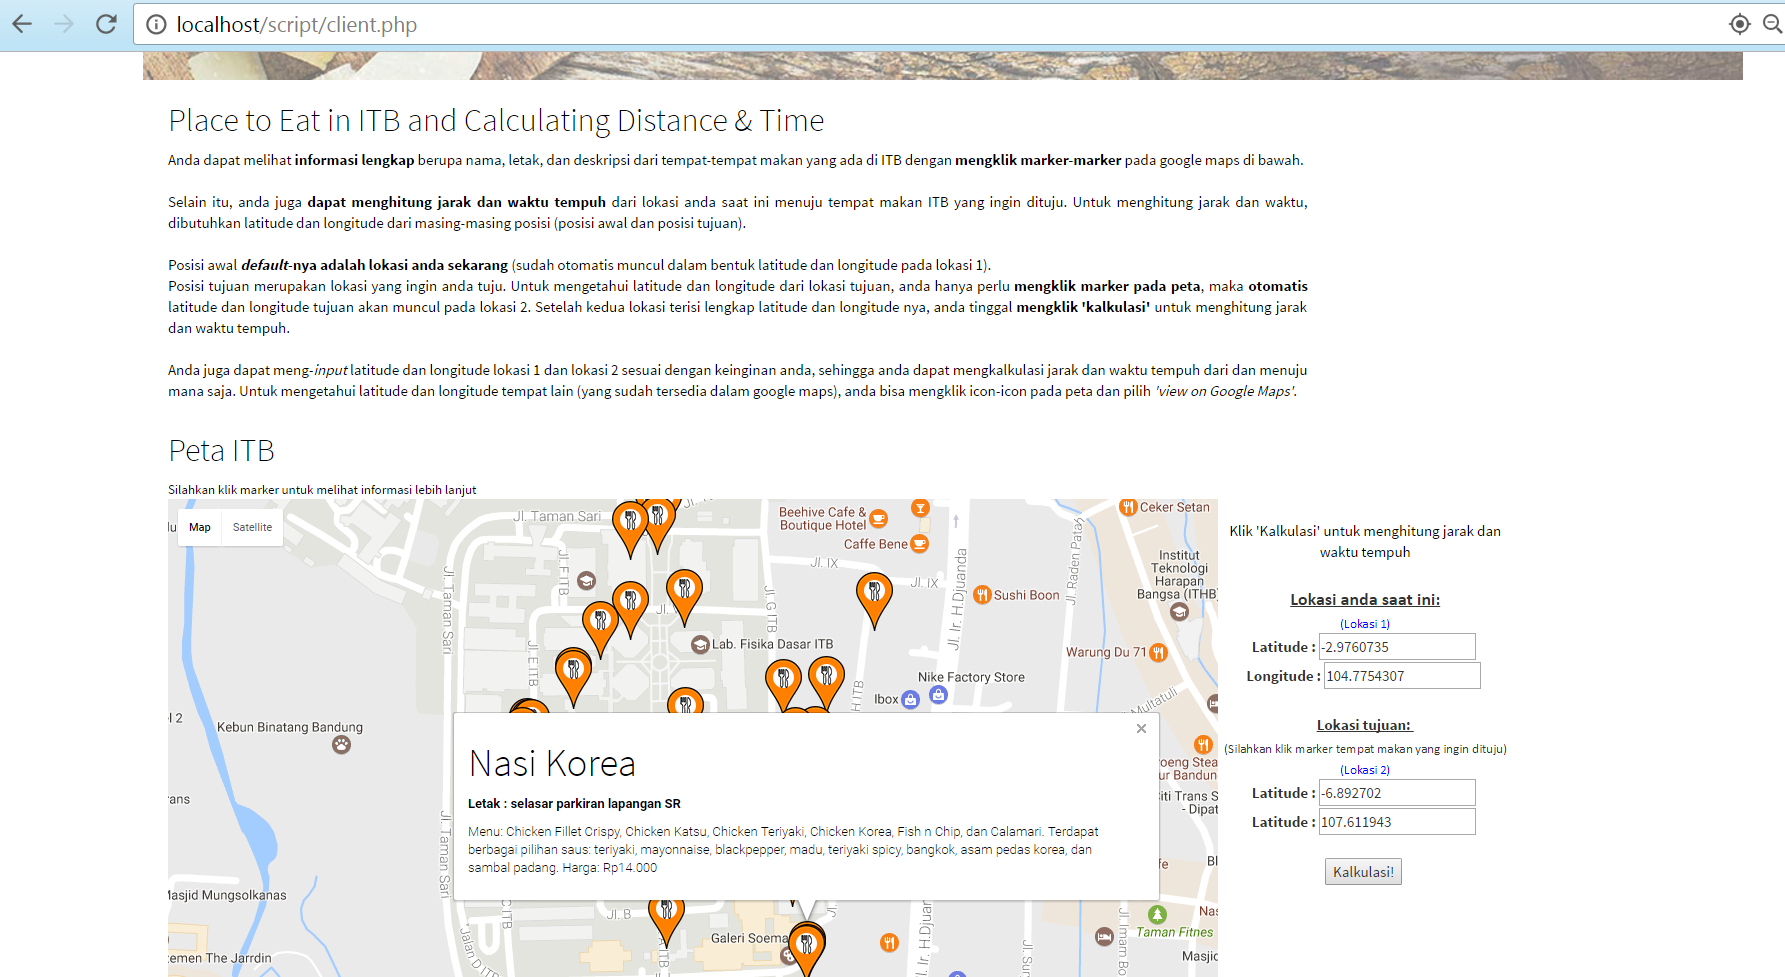 localhost/script/client.php
Place to Eat in ITB and Calculating Distance & Time
Anda dapat melihat informasi lengkap berupa nama, letak, dan deskripsi dari tempat-tempat makan yang ada di ITB dengan mengklik marker-marker pada google maps di bawah.
Selain itu, anda juga dapat menghitung jarak dan waktu tempuh dari lokasi anda saat ini menuju tempat makan ITB yang ingin dituju. Untuk menghitung jarak dan waktu,
dibutuhkan latitude dan longitude dari masing-masing posisi (posisi awal dan posisi tujuan).
Posisi awal default-nya adalah lokasi anda sekarang (sudah otomatis muncul dalam bentuk latitude dan longitude pada lokasi 1).
Posisi tujuan merupakan lokasi yang ingin anda tuju. Untuk mengetahui latitude dan longitude dari lokasi tujuan, anda hanya perlu mengklik marker pada peta, maka otomatis
latitude dan longitude tujuan akan muncul pada lokasi 2. Setelah kedua lokasi terisi lengkap latitude dan longitude nya, anda tinggal mengklik 'kalkulasi' untuk menghitung jarak
dan waktu tempuh.
Anda juga dapat meng-input latitude dan longitude lokasi 1 dan lokasi 2 sesuai dengan keinginan anda, sehingga anda dapat mengkalkulasi jarak dan waktu tempuh dari dan menuju
mana saja. Untuk mengetahui latitude dan longitude tempat lain (yang sudah tersedia dalam google maps), anda bisa mengklik icon-icon pada peta dan pilih 'view on Google Maps'.
Peta ITB
Silahkan klik marker untuk melihat informasi lebih lanjut
Map
Satellite
Jl. Taman Sari
Beehive Cafe &
Boutique Hotel
Caffe Bene
Ceker Setan
Jl. IX
Jl. IX
Jl. Ir. H.Djuanda
Jl. Raden Patah
Institut
Teknologi
Harapan
Bangsa (ITHB)
Sushi Boon
Jl. Taman Sari
Jl. F ITB
Jl. G ITB
Jl. E ITB
Lab. Fisika Dasar ITB
Warung Du 71
Nike Factory Store
Ibox
H ITB
Multatuli
Kebun Binatang Bandung
Nasi Korea
Letak : selasar parkiran lapangan SR
Menu: Chicken Fillet Crispy, Chicken Katsu, Chicken Teriyaki, Chicken Korea, Fish n Chip, dan Calamari. Terdapat
berbagai pilihan saus: teriyaki, mayonnaise, blackpepper, madu, teriyaki spicy, bangkok, asam pedas korea, dan
sambal padang. Harga: Rp14.000
Jl. Taman Sari
Jl. B
Galeri Soema
Jalan D ITB
H.Djuan
Jl. Imam Bo
Taman Fitnes
Klik 'Kalkulasi' untuk menghitung jarak dan
waktu tempuh
Lokasi anda saat ini:
(Lokasi 1)
Latitude : -2.9760735
Longitude : 104.7754307
Lokasi tujuan:
(Silahkan klik marker tempat makan yang ingin dituju)
(Lokasi 2)
Latitude : -6.892702
Latitude : 107.611943
Kalkulasi!